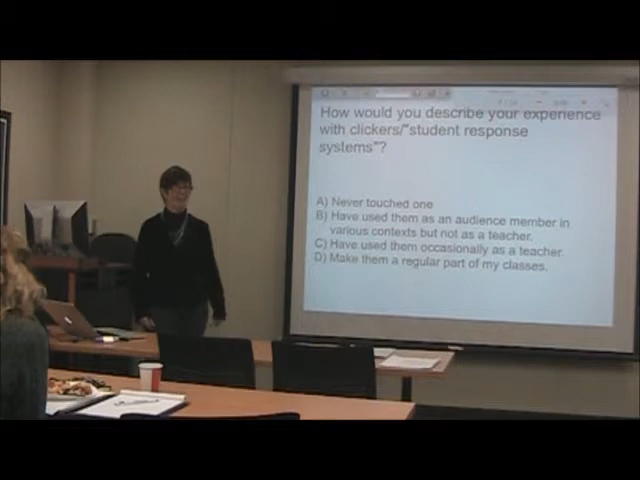 How would you describe your experience
with clickers/"student response
systems"?
A) Never touched one
B) Have used them as an audience member in
various contexts but not as a teacher.
C) Have used them occasionally as a teacher.
D) Make them a regular part of my classes.